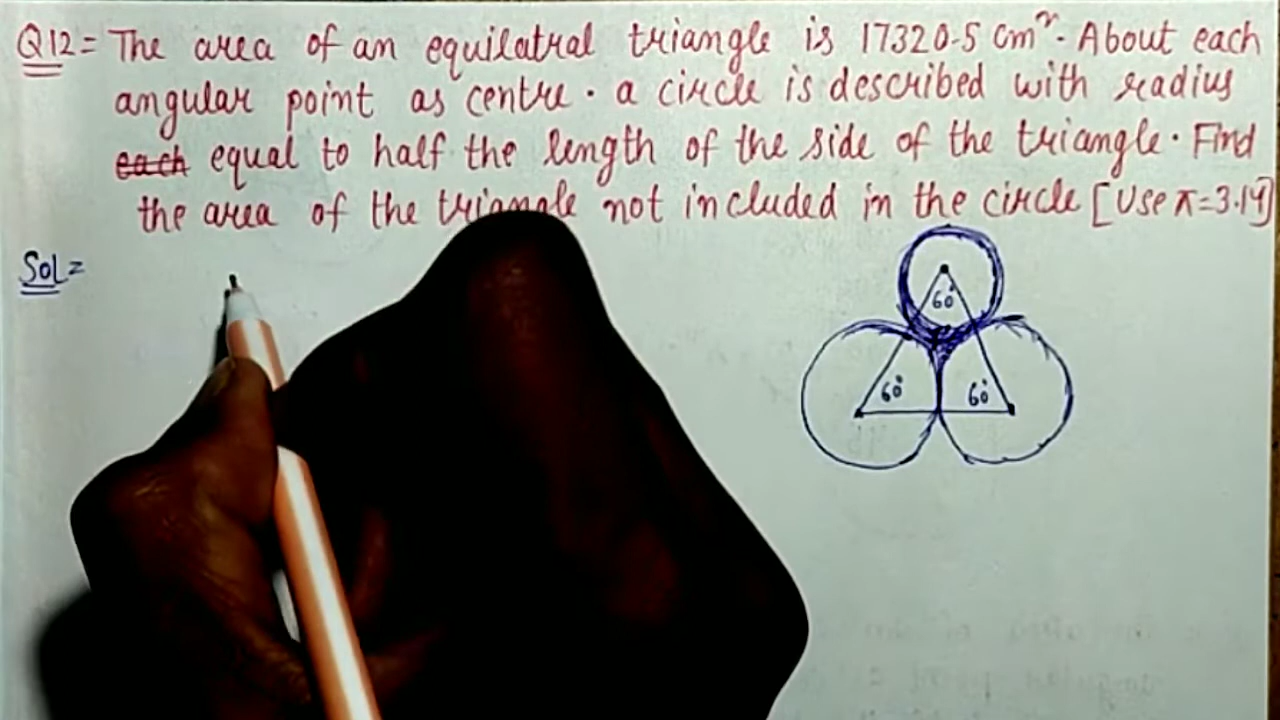 Q12= The area of an equilatral triangle is 17320.5 cm². About each
angular point as centre. a circle is described with radius
each equal to half the length of the side of the triangle. Find
the area of the triangle not included in the circle [Use π=3.14]
Sol=
60°
60° 60°